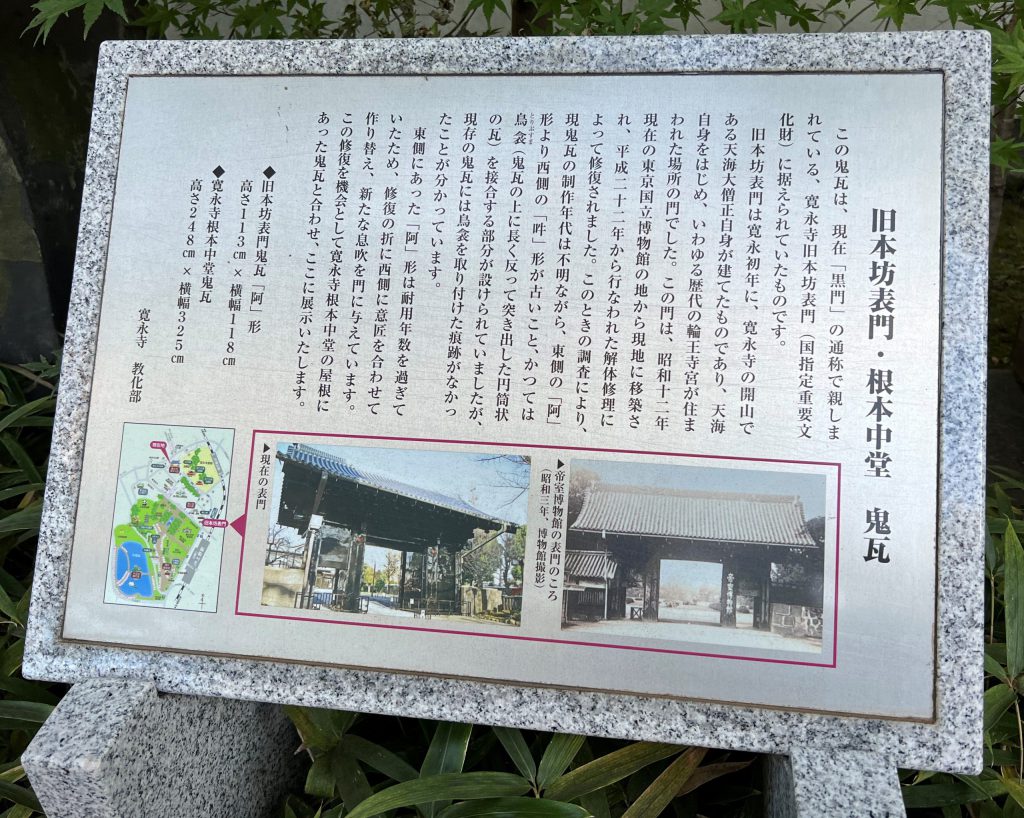 旧本坊表門・根本中堂　鬼瓦
この鬼瓦は、現在「黒門」の通称で親しま
れている、寛永寺旧本坊表門（国指定重要文
化財）に据えられていたものです。
旧本坊表門は寛永初年に、寛永寺の開山で
ある天海大僧正自身が建てたものであり、天海
自身をはじめ、いわゆる歴代の輪王寺宮が住ま
われた場所の門でした。この門は、昭和十二年
現在の東京国立博物館の地から現地に移築さ
れ、平成二十二年から行なわれた解体修理に
よって修復されました。このときの調査により、
現鬼瓦の制作年代は不明ながら、東側の「阿」
形より西側の「吽」形が古いこと、かつては
鳥衾（鬼瓦の上に長く反って突き出した円筒状
とりぶすま
の瓦）を接合する部分が設けられていましたが、
現存の鬼瓦には鳥衾を取り付けた痕跡がなかっ
たことが分かっています。
東側にあった「阿」形は耐用年数を過ぎて
いたため、修復の折に西側に意匠を合わせて
作り替え、新たな息吹を門に与えています。
この修復を機会として寛永寺根本中堂の屋根に
あった鬼瓦と合わせ、ここに展示いたします。
◆旧本坊表門鬼瓦「阿」形
高さ113㎝×横幅118㎝
◆寛永寺根本中堂鬼瓦
高さ248㎝×横幅325㎝
寛永寺　教化部
▶帝室博物館の表門のころ
（昭和三年、博物館撮影）
▶現在の表門
旧本坊表門